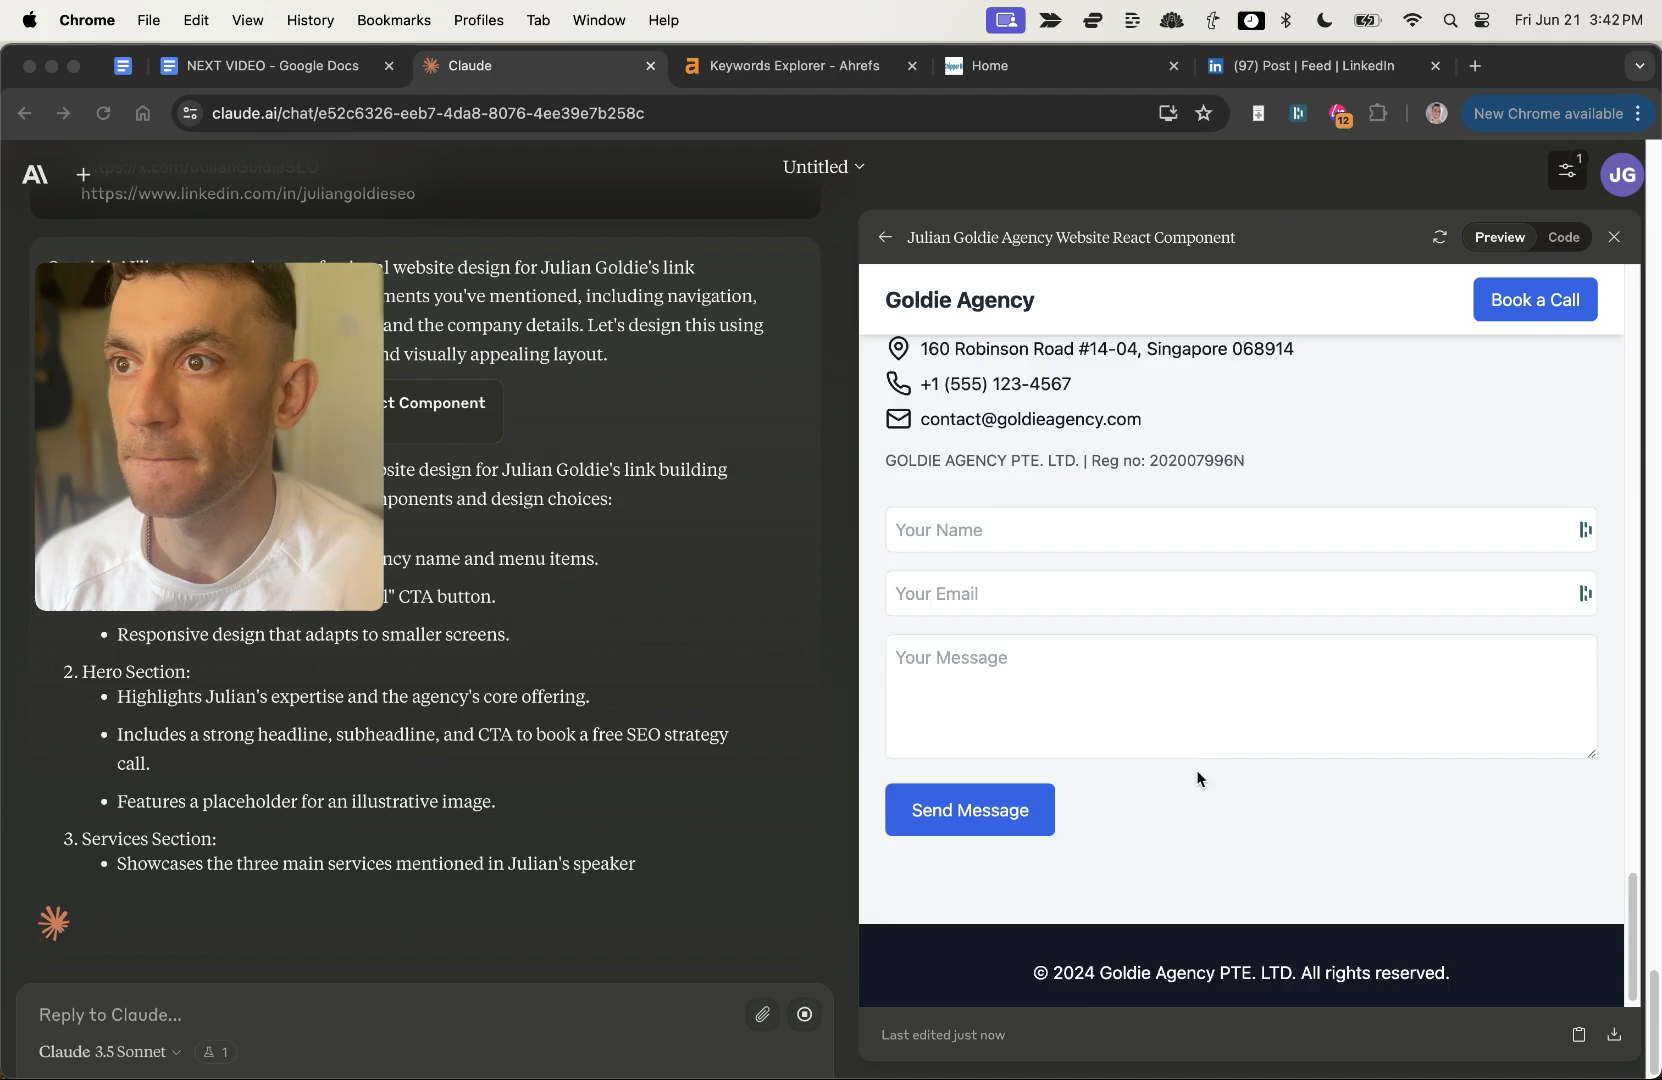 Chrome File Edit View History Bookmarks Profiles Tab Window Help Fri Jun 21 3:42 PM
NEXT VIDEO - Google Docs Claude Keywords Explorer - Ahrefs Home (97) Post | Feed | LinkedIn
claude.ai/chat/e52c6326-eeb7-4da8-8076-4ee39e7b258c 12 New Chrome available
Untitled 1 JG
https://x.com/JulianGoldieSEO
https://www.linkedin.com/in/juliangoldieseo
website design for Julian Goldie's link
you've mentioned, including navigation,
and the company details. Let's design this using
visually appealing layout.
Component
design for Julian Goldie's link building
and design choices:
name and menu items.
CTA button.
• Responsive design that adapts to smaller screens.
2. Hero Section:
• Highlights Julian's expertise and the agency's core offering.
• Includes a strong headline, subheadline, and CTA to book a free SEO strategy
call.
• Features a placeholder for an illustrative image.
3. Services Section:
• Showcases the three main services mentioned in Julian's speaker
Reply to Claude...
Claude 3.5 Sonnet 1
Julian Goldie Agency Website React Component Preview Code
Goldie Agency Book a Call
160 Robinson Road #14-04, Singapore 068914
+1 (555) 123-4567
contact@goldieagency.com
GOLDIE AGENCY PTE. LTD. | Reg no: 202007996N
Your Name
Your Email
Your Message
Send Message
© 2024 Goldie Agency PTE. LTD. All rights reserved.
Last edited just now